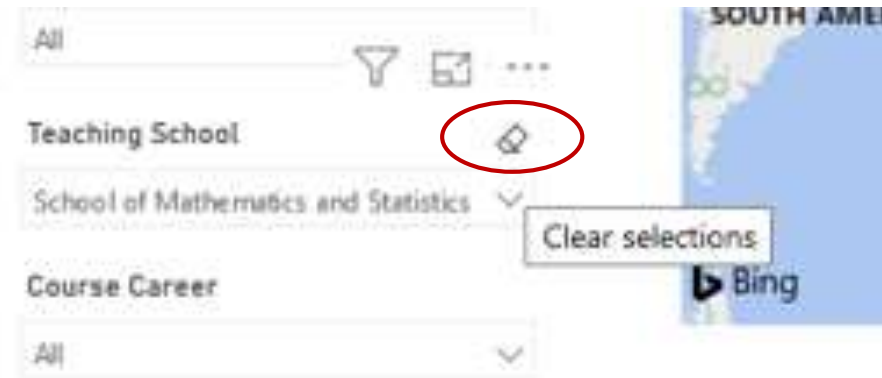 SOUTH AME
All
Teaching School
School of Mathematics and Statistics
Clear selections
Bing
Course Career
All